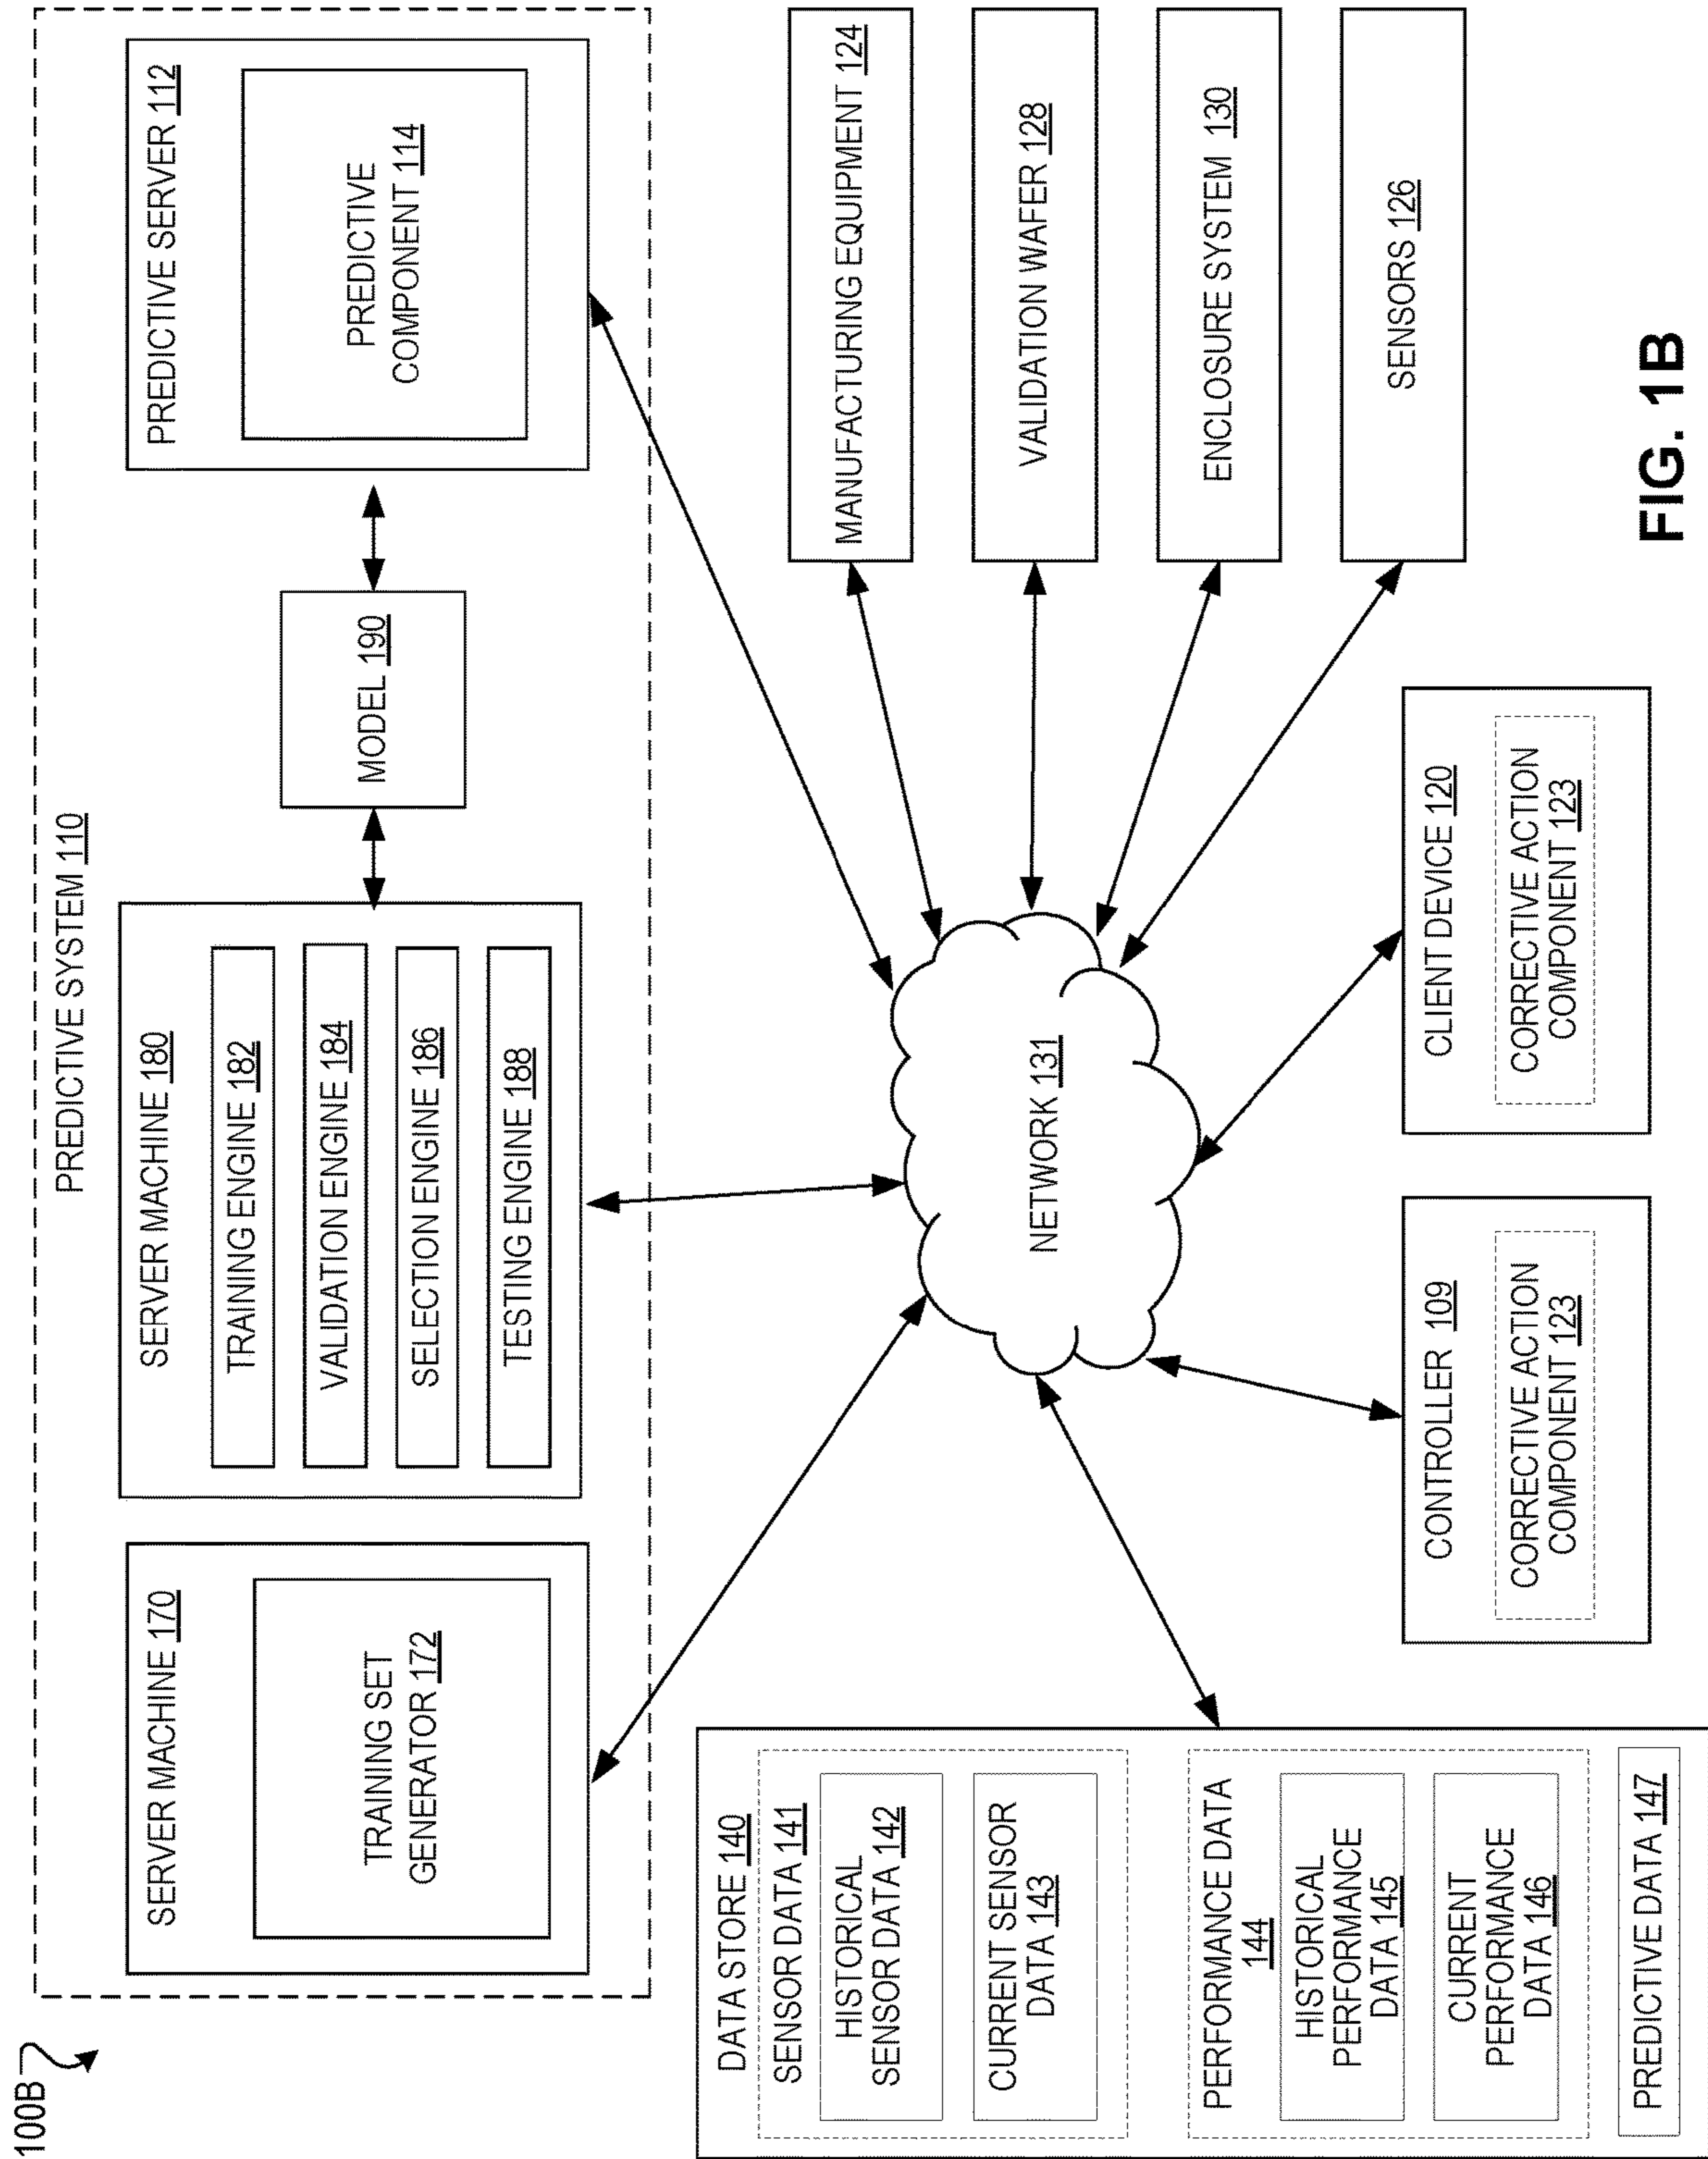 100B
PREDICTIVE SYSTEM 110
SERVER MACHINE 170
TRAINING SET
GENERATOR 172
SERVER MACHINE 180
TRAINING ENGINE 182
VALIDATION ENGINE 184
SELECTION ENGINE 186
TESTING ENGINE 188
MODEL 190
PREDICTIVE SERVER 112
PREDICTIVE
COMPONENT 114
DATA STORE 140
SENSOR DATA 141
HISTORICAL
SENSOR DATA 142
CURRENT SENSOR
DATA 143
PERFORMANCE DATA
144
HISTORICAL
PERFORMANCE
DATA 145
CURRENT
PERFORMANCE
DATA 146
PREDICTIVE DATA 147
NETWORK 131
MANUFACTURING EQUIPMENT 124
VALIDATION WAFER 128
ENCLOSURE SYSTEM 130
SENSORS 126
CONTROLLER 109
CORRECTIVE ACTION
COMPONENT 123
CLIENT DEVICE 120
CORRECTIVE ACTION
COMPONENT 123
FIG. 1B